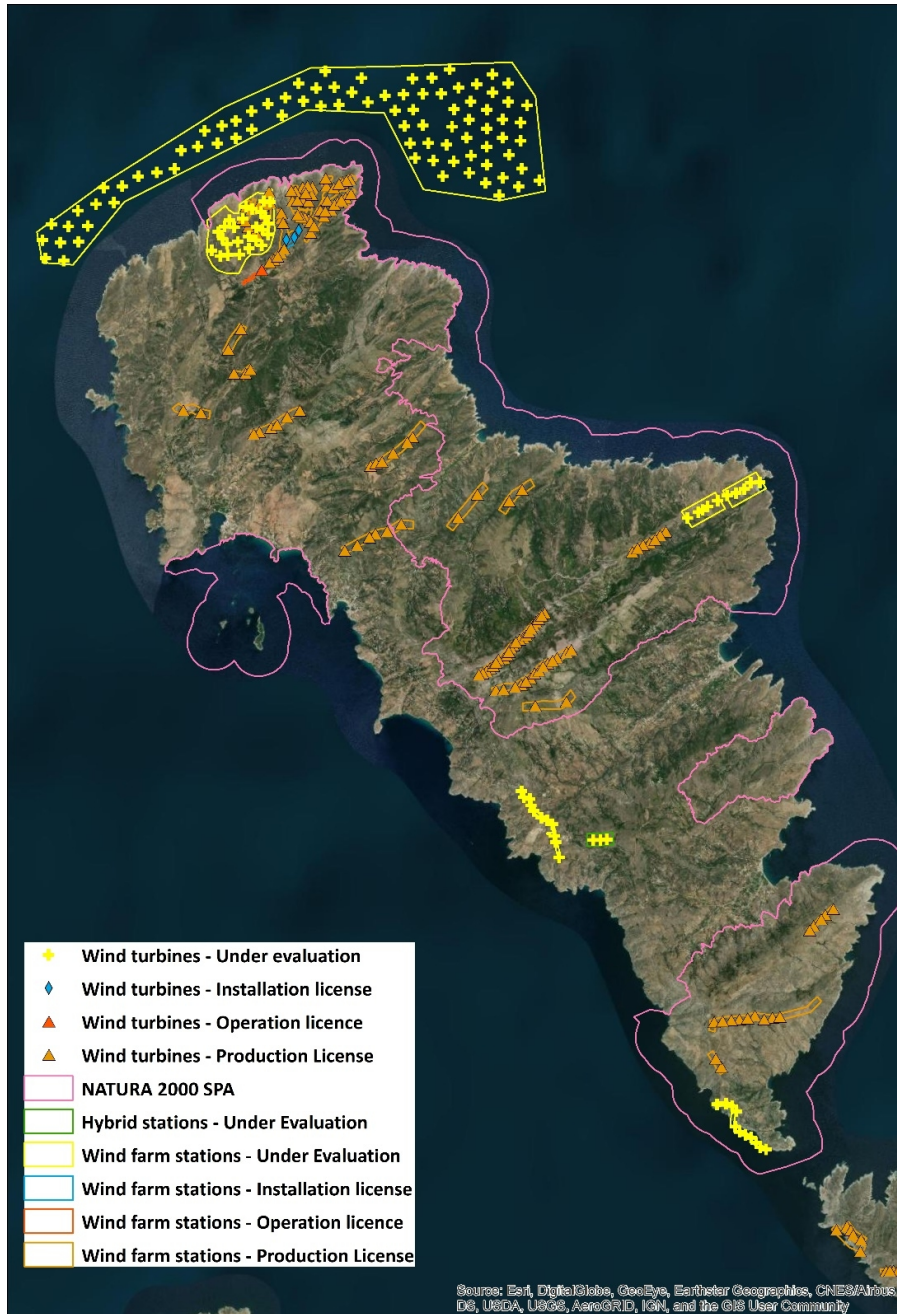 Wind turbines - Under evaluation
Wind turbines - Installation license
Wind turbines - Operation licence
Wind turbines - Production License
NATURA 2000 SPA
Hybrid stations - Under Evaluation
Wind farm stations - Under Evaluation
Wind farm stations - Installation license
Wind farm stations - Operation licence
Wind farm stations - Production License
Source: Esri, DigitalGlobe, GeoEye, Earthstar Geographics, CNES/Airbus
DS, USDA, USGS, AeroGRID, IGN, and the GIS User Community